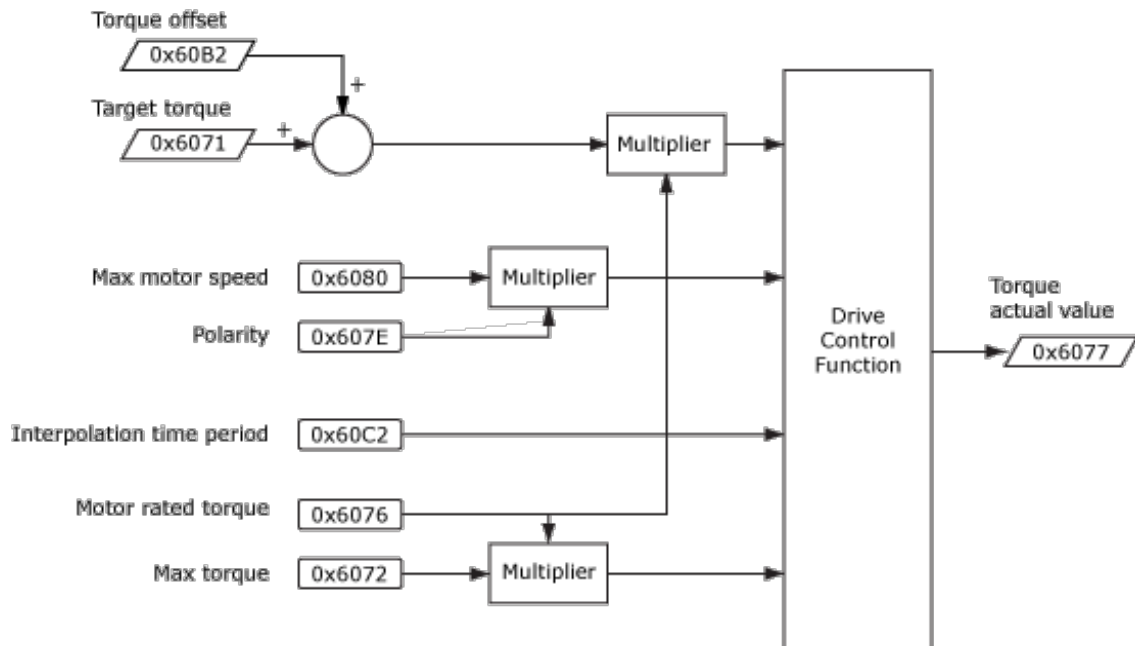 Torque offset
0x60B2
+
Target torque
+
0x6071
Multiplier
Max motor speed
0x6080
Multiplier
Polarity
0x607E
Drive
Control
Function
Torque
actual value
0x6077
Interpolation time period
0x60C2
Motor rated torque
0x6076
Max torque
0x6072
Multiplier